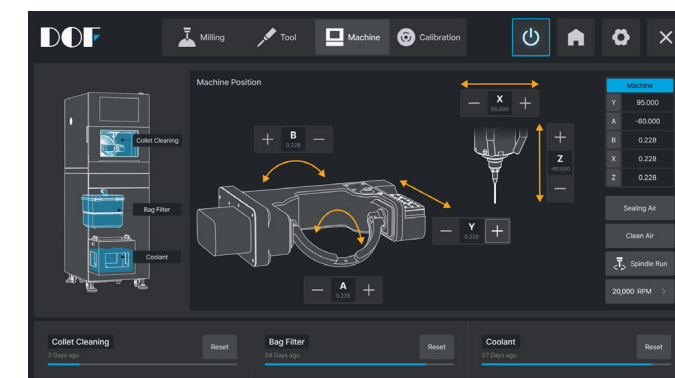 DOF
Milling
Tool
Machine
Calibration
Machine Position
Collet Cleaning
Bag Filter
Coolant
+ B −
0.228
− X +
95.000
+
Z
-60.000
−
− Y +
0.228
− A +
0.228
Machine
Y 95.000
A -60.000
B 0.228
X 0.228
Z 0.228
Sealing Air
Clean Air
Spindle Run
20,000 RPM >
Collet Cleaning
3 Days ago
Reset
Bag Filter
24 Days ago
Reset
Coolant
27 Days ago
Reset